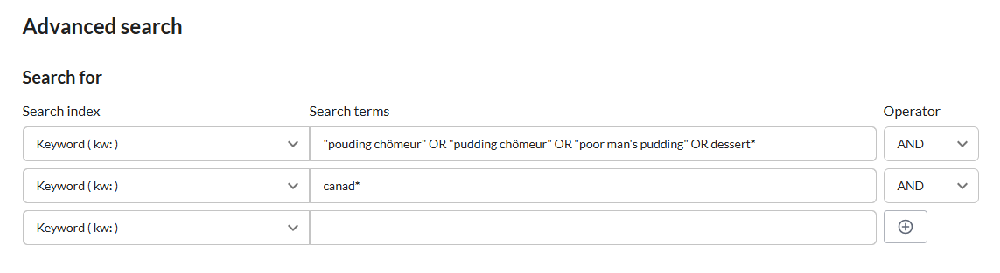 Advanced search
Search for
Search index Search terms Operator
Keyword ( kw: ) "pouding chômeur" OR "pudding chômeur" OR "poor man's pudding" OR dessert* AND
Keyword ( kw: ) canad* AND
Keyword ( kw: )